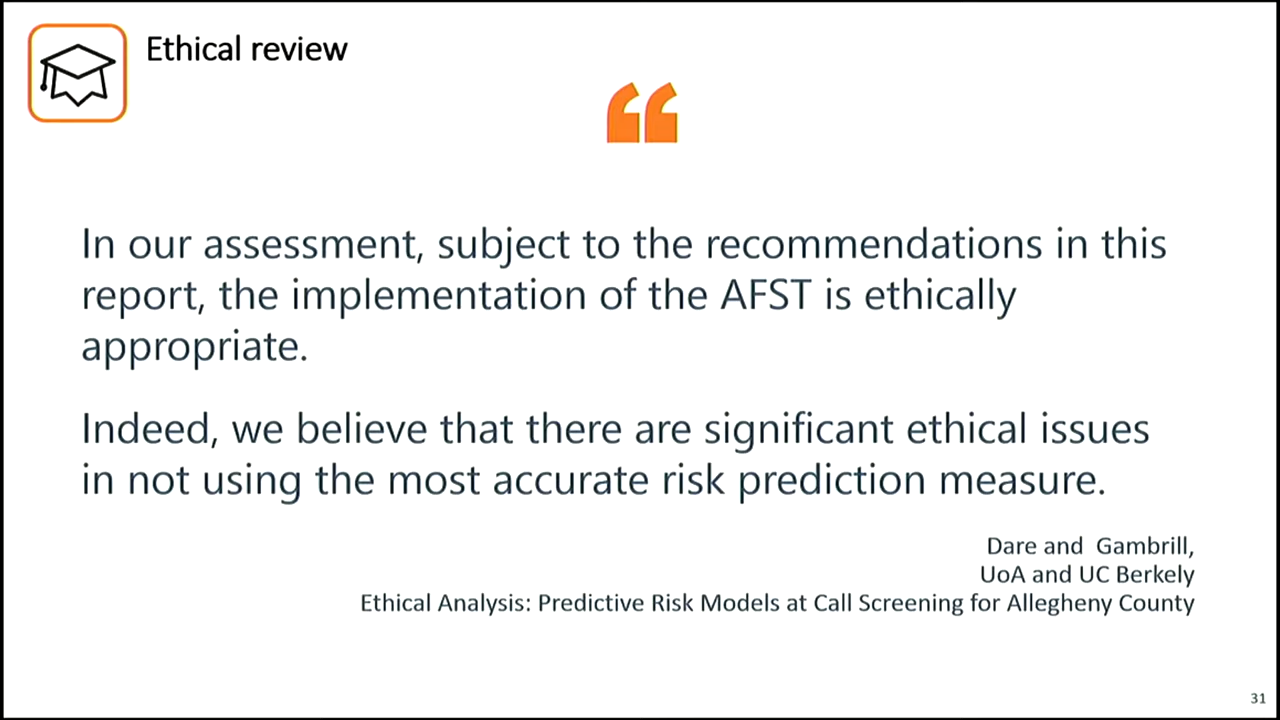 Ethical review
“
In our assessment, subject to the recommendations in this
report, the implementation of the AFST is ethically
appropriate.
Indeed, we believe that there are significant ethical issues
in not using the most accurate risk prediction measure.
Dare and  Gambrill,
UoA and UC Berkely
Ethical Analysis: Predictive Risk Models at Call Screening for Allegheny County
31